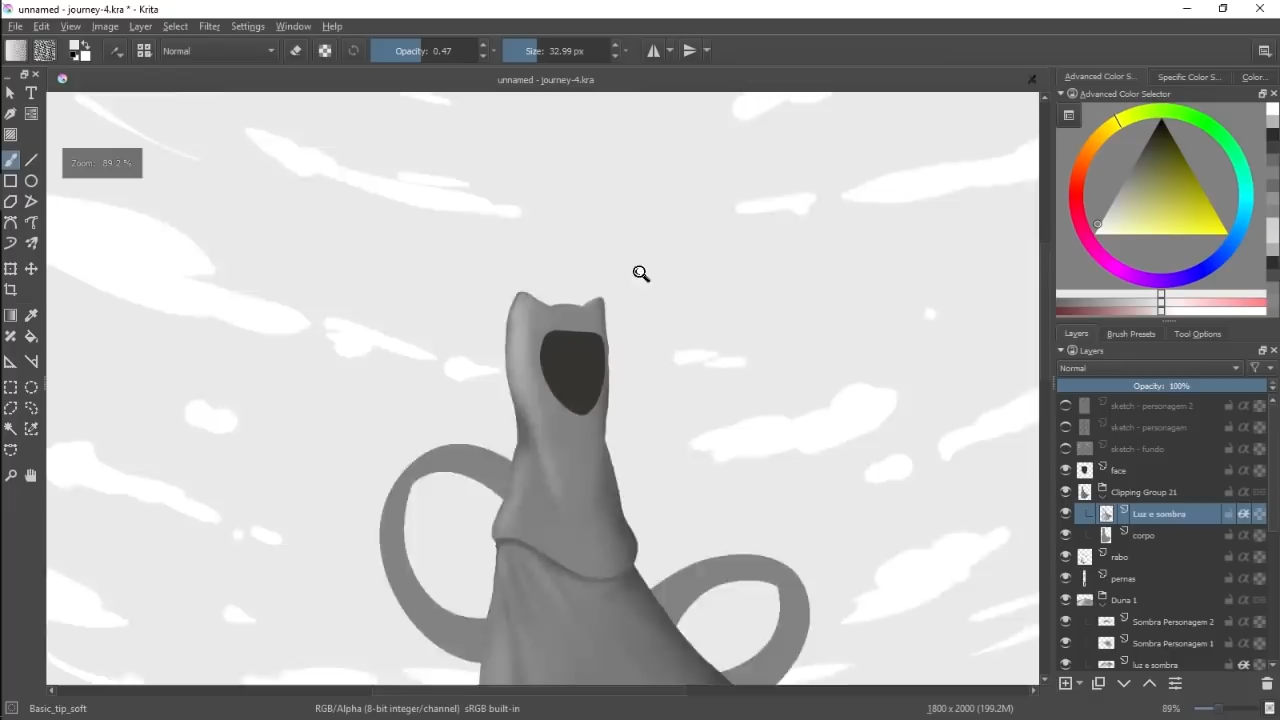 unnamed - journey-4.kra * - Krita
File Edit View Image Layer Select Filter Settings Window Help
Normal Opacity: 0.47 Size: 32.99 px
unnamed - journey-4.kra
Advanced Color S... Specific Color S... Color...
Advanced Color Selector
Zoom: 89.2 %
Layers Brush Presets Tool Options
Layers
Normal
Opacity: 100%
sketch - personagem 2
sketch - personagem
sketch - fundo
face
Clipping Group 21
Luz e sombra
corpo
rabo
pernas
Duna 1
Sombra Personagem 2
Sombra Personagem 1
luz e sombra
Basic_tip_soft RGB/Alpha (8-bit integer/channel) sRGB built-in 1800 x 2000 (199.2M) 89%